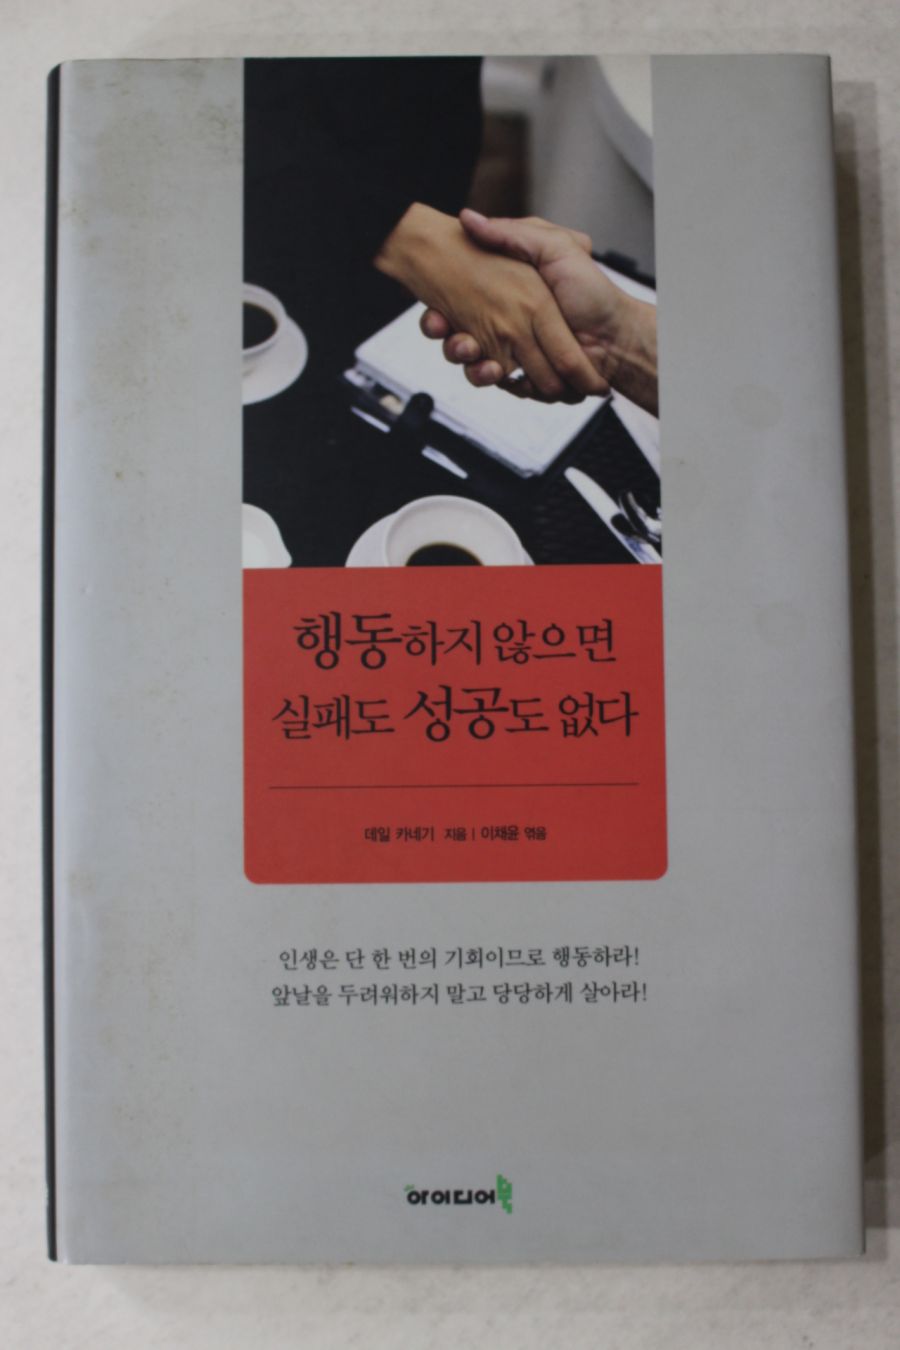 행동하지 않으면
실패도 성공도 없다
데일 카네기 지음 | 이채윤 엮음
인생은 단 한 번의 기회이므로 행동하라!
앞날을 두려워하지 말고 당당하게 살아라!
아이디어북